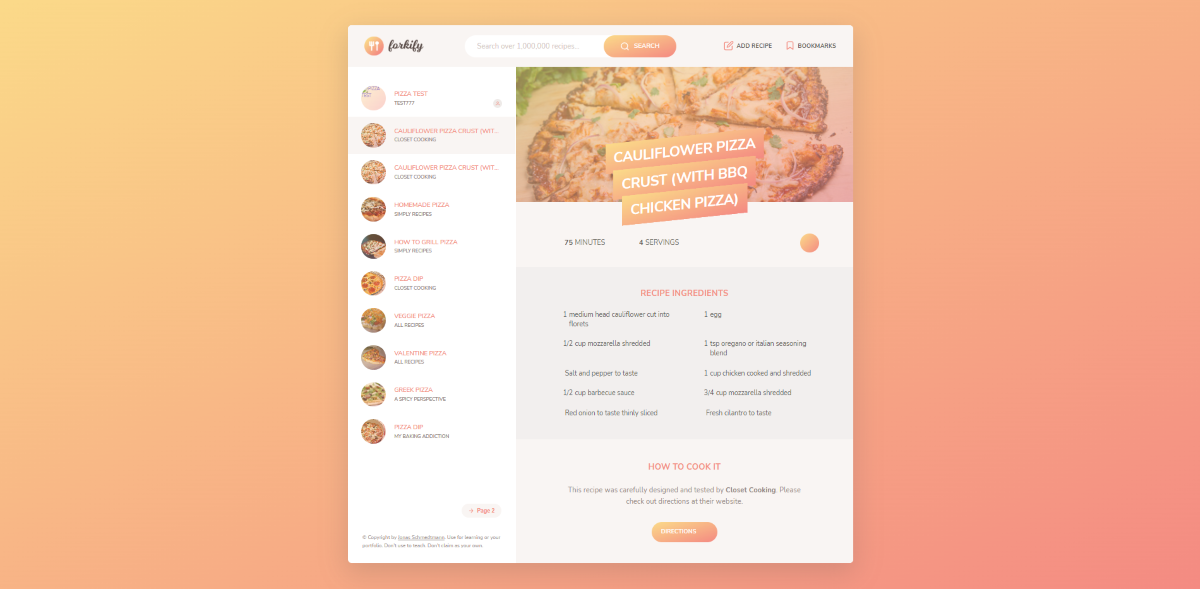 forkify
Search over 1,000,000 recipes...
SEARCH
ADD RECIPE
BOOKMARKS
PIZZA TEST
TEST777
CAULIFLOWER PIZZA CRUST (WIT...
CLOSET COOKING
CAULIFLOWER PIZZA CRUST (WIT...
CLOSET COOKING
HOMEMADE PIZZA
SIMPLY RECIPES
HOW TO GRILL PIZZA
SIMPLY RECIPES
PIZZA DIP
CLOSET COOKING
VEGGIE PIZZA
ALL RECIPES
VALENTINE PIZZA
ALL RECIPES
GREEK PIZZA
A SPICY PERSPECTIVE
PIZZA DIP
MY BAKING ADDICTION
Page 2
© Copyright by Jonas Schmedtmann. Use for learning or your
portfolio. Don't use to teach. Don't claim as your own.
CAULIFLOWER PIZZA
CRUST (WITH BBQ
CHICKEN PIZZA)
75 MINUTES
4 SERVINGS
RECIPE INGREDIENTS
1 medium head cauliflower cut into
florets
1 egg
1/2 cup mozzarella shredded
1 tsp oregano or italian seasoning
blend
Salt and pepper to taste
1 cup chicken cooked and shredded
1/2 cup barbecue sauce
3/4 cup mozzarella shredded
Red onion to taste thinly sliced
Fresh cilantro to taste
HOW TO COOK IT
This recipe was carefully designed and tested by Closet Cooking. Please
check out directions at their website.
DIRECTIONS